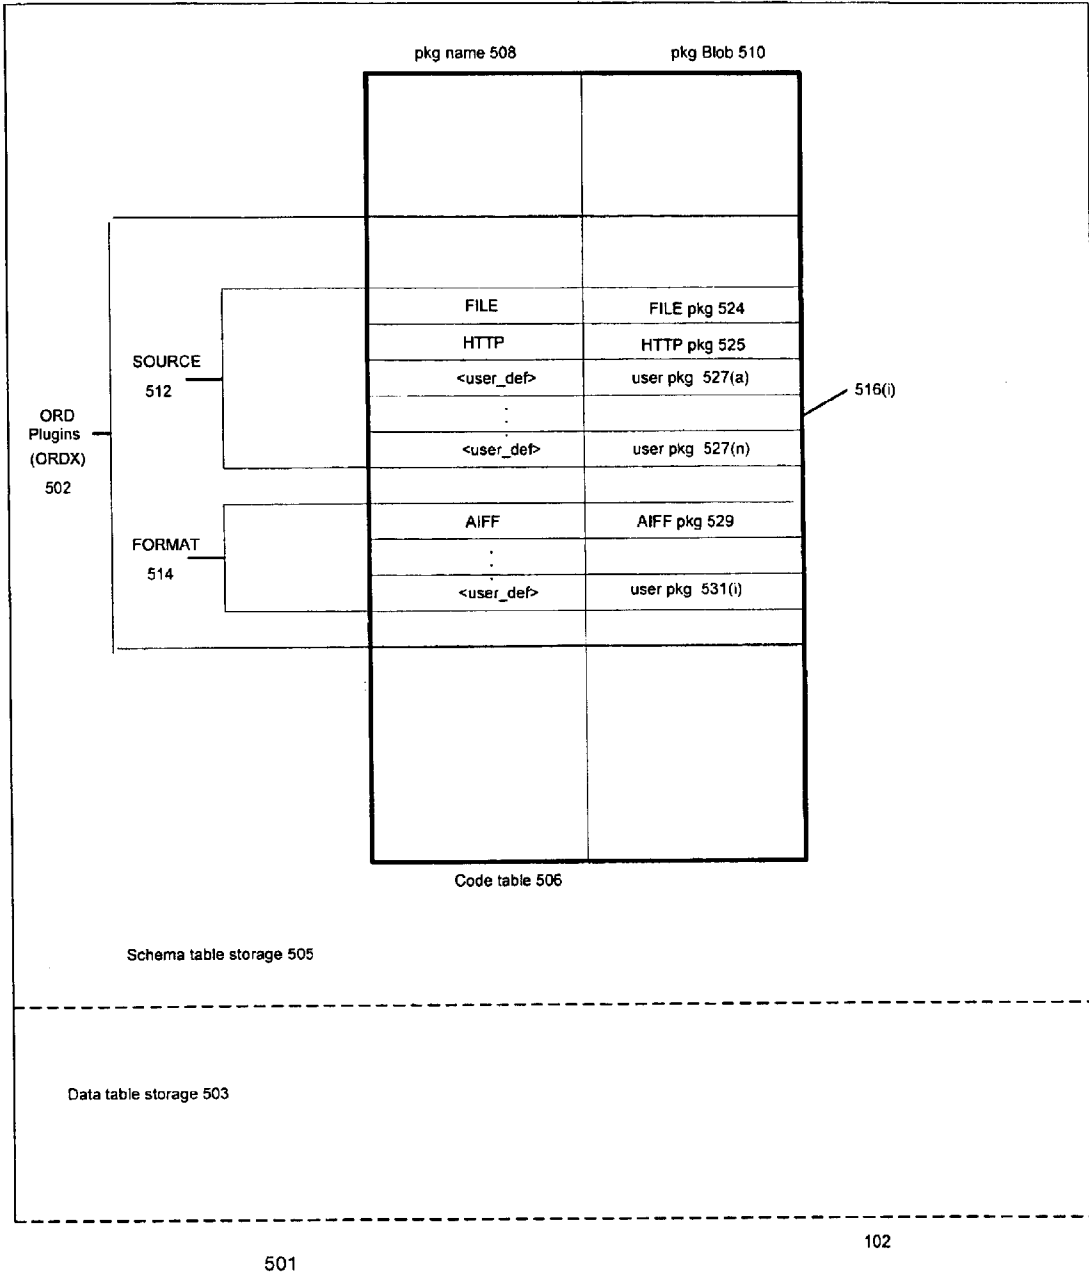 pkg name 508
pkg Blob 510
FILE
FILE pkg 524
HTTP
HTTP pkg 525
SOURCE
512
<user_def>
user pkg 527(a)
516(i)
ORD
Plugins
(ORDX)
502
<user_def>
user pkg 527(n)
AIFF
AIFF pkg 529
FORMAT
514
<user_def>
user pkg 531(i)
Code table 506
Schema table storage 505
Data table storage 503
102
501